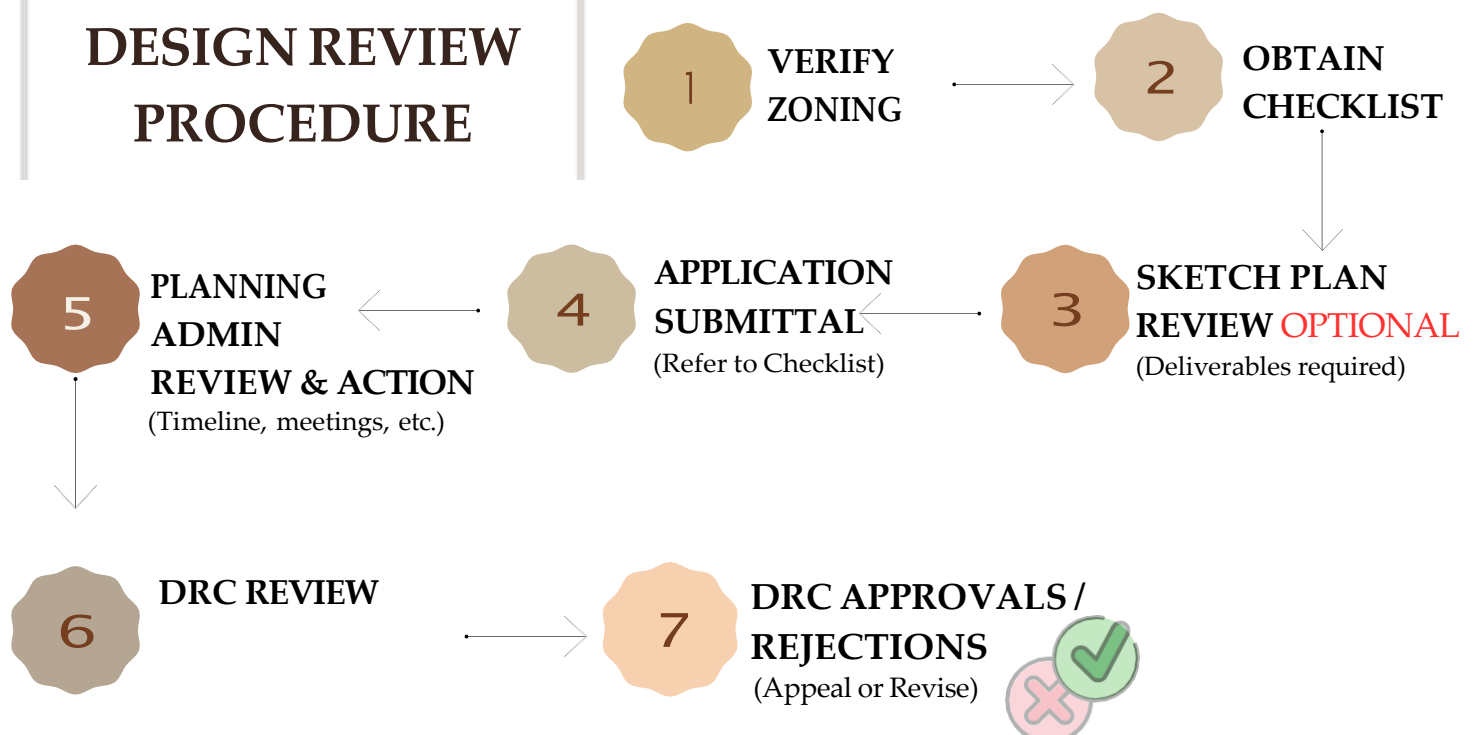 DESIGN REVIEW
PROCEDURE
1
VERIFY
ZONING
2
OBTAIN
CHECKLIST
3
SKETCH PLAN
REVIEW OPTIONAL
(Deliverables required)
4
APPLICATION
SUBMITTAL
(Refer to Checklist)
5
PLANNING
ADMIN
REVIEW & ACTION
(Timeline, meetings, etc.)
6
DRC REVIEW
7
DRC APPROVALS /
REJECTIONS
(Appeal or Revise)